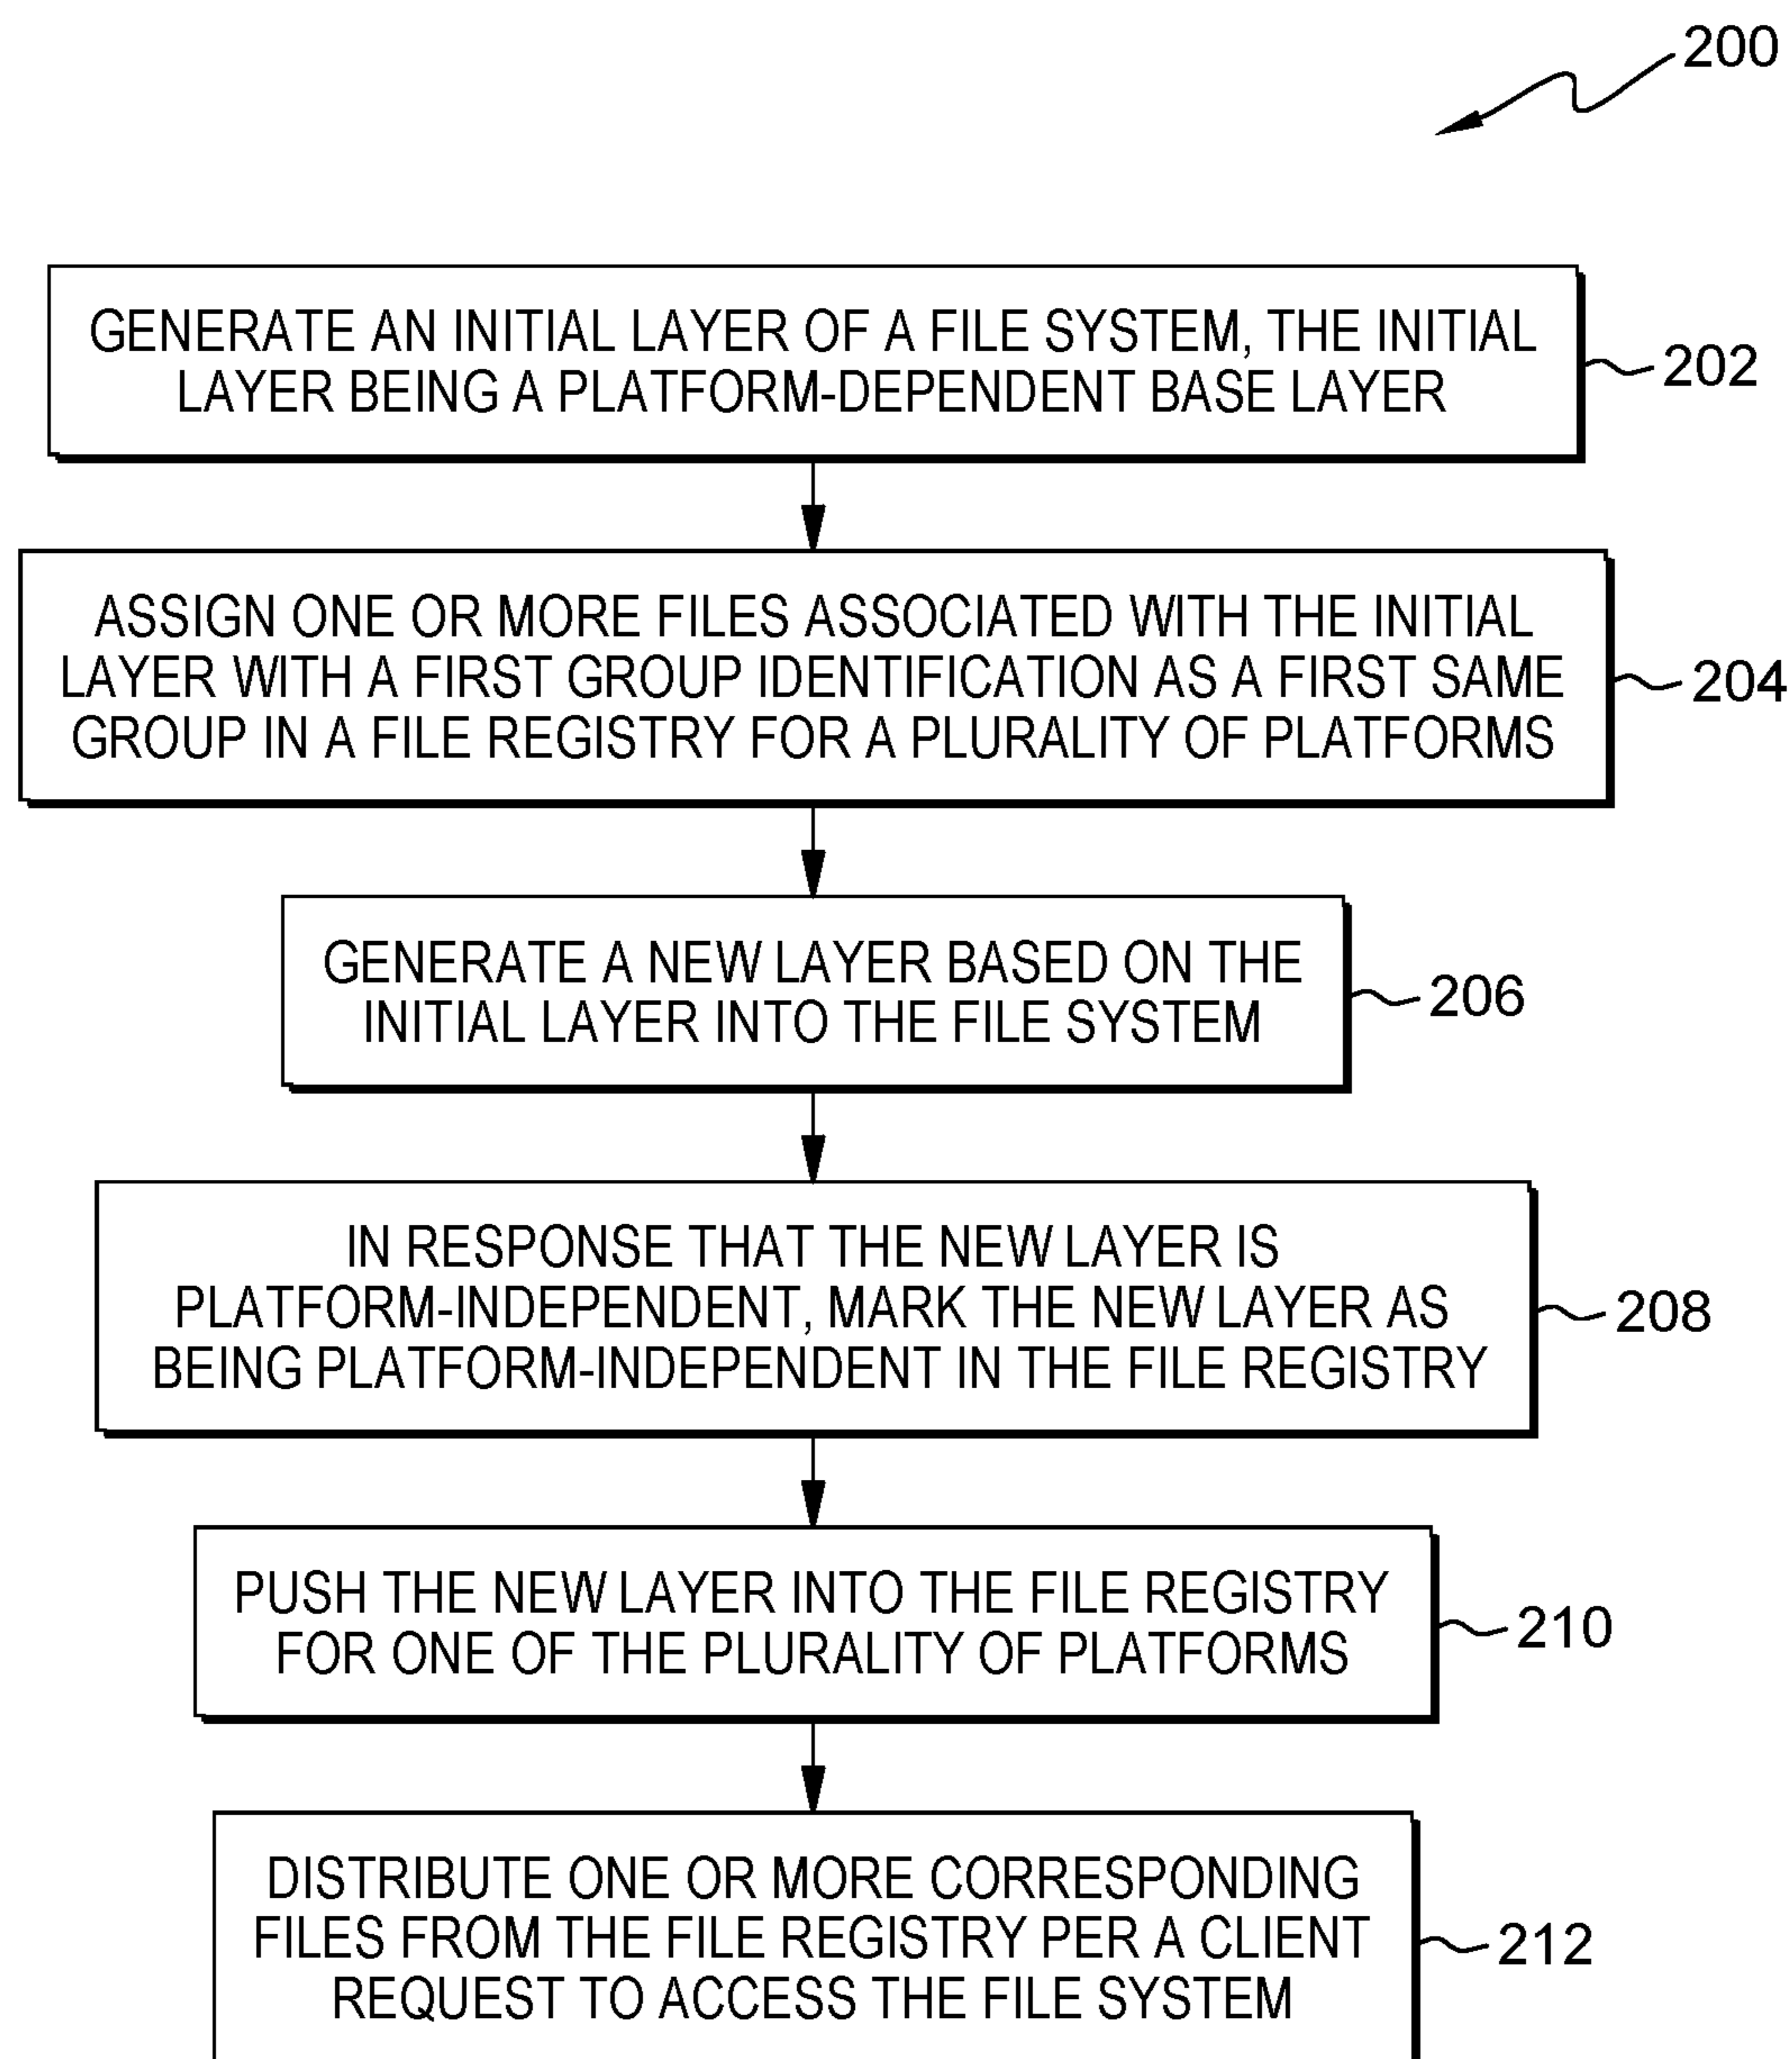 200
GENERATE AN INITIAL LAYER OF A FILE SYSTEM, THE INITIAL
LAYER BEING A PLATFORM-DEPENDENT BASE LAYER
202
ASSIGN ONE OR MORE FILES ASSOCIATED WITH THE INITIAL
LAYER WITH A FIRST GROUP IDENTIFICATION AS A FIRST SAME
GROUP IN A FILE REGISTRY FOR A PLURALITY OF PLATFORMS
204
GENERATE A NEW LAYER BASED ON THE
INITIAL LAYER INTO THE FILE SYSTEM
206
IN RESPONSE THAT THE NEW LAYER IS
PLATFORM-INDEPENDENT, MARK THE NEW LAYER AS
BEING PLATFORM-INDEPENDENT IN THE FILE REGISTRY
208
PUSH THE NEW LAYER INTO THE FILE REGISTRY
FOR ONE OF THE PLURALITY OF PLATFORMS
210
DISTRIBUTE ONE OR MORE CORRESPONDING
FILES FROM THE FILE REGISTRY PER A CLIENT
REQUEST TO ACCESS THE FILE SYSTEM
212